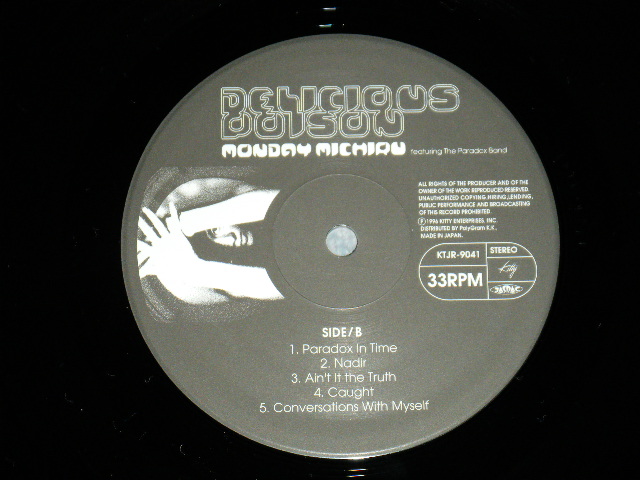 DELICIOUS
POISON
MONDAY MICHIRU featuring The Paradox Band
ALL RIGHTS OF THE PRODUCER AND OF THE
OWNER OF THE WORK REPRODUCED RESERVED.
UNAUTHORIZED COPYING, HIRING, LENDING,
PUBLIC PERFORMANCE AND BROADCASTING
OF THIS RECORD PROHIBITED.
Ⓟ1996 KITTY ENTERPRISES, INC.
DISTRIBUTED BY PolyGram K.K.
MADE IN JAPAN.
KTJR-9041
STEREO
33RPM
Kitty
SIDE/B
1. Paradox In Time
2. Nadir
3. Ain't It the Truth
4. Caught
5. Conversations With Myself